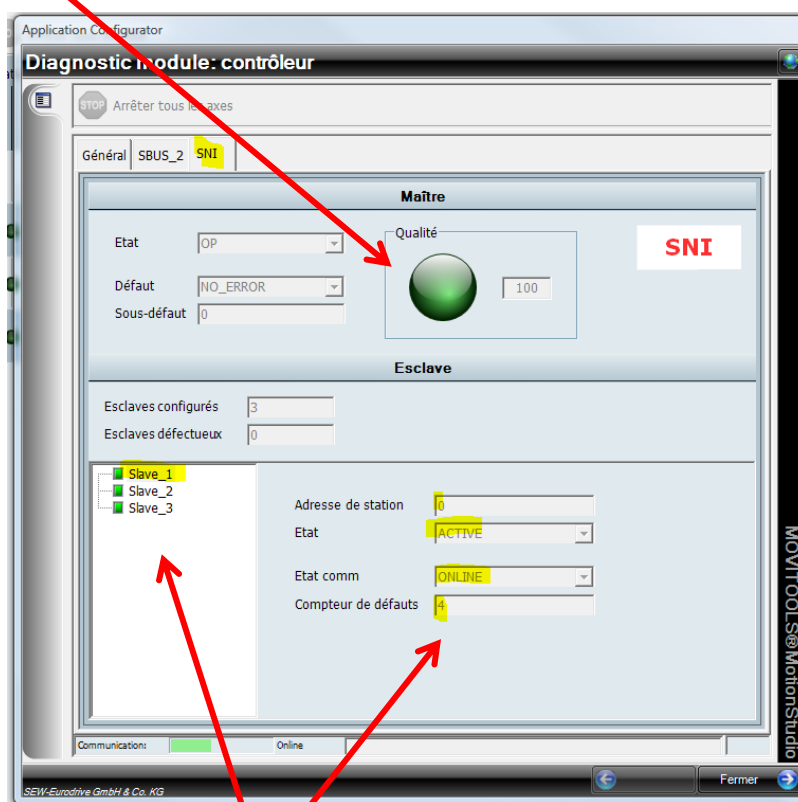 Application Configurator
Diagnostic module: contrôleur
STOP Arrêter tous les axes
Général SBUS_2 SNI
Maître
Etat OP
Qualité
100
SNI
Défaut NO_ERROR
Sous-défaut 0
Esclave
Esclaves configurés 3
Esclaves défectueux 0
Slave_1
Slave_2
Slave_3
Adresse de station 0
Etat ACTIVE
Etat comm ONLINE
Compteur de défauts 4
MOVITOOLS®MotionStudio
Communication: Online
Fermer
SEW-Eurodrive GmbH & Co. KG